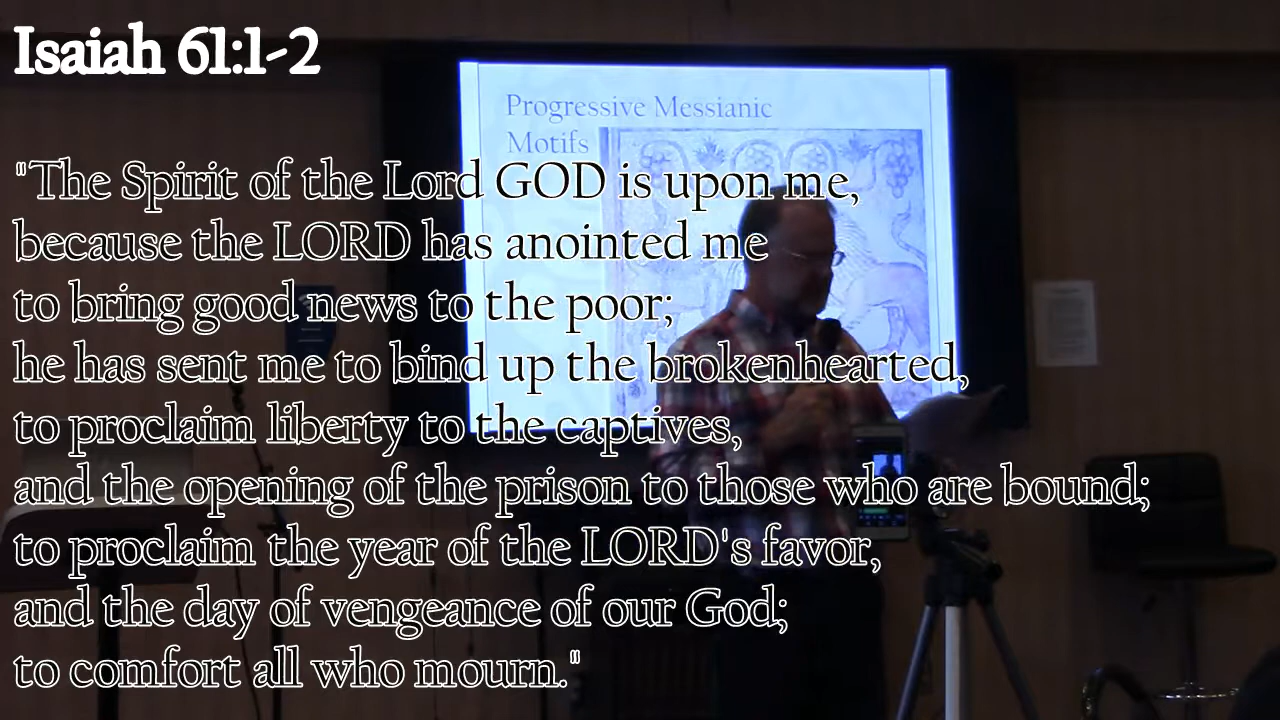 Isaiah 61:1-2
Progressive Messianic
Motifs
"The Spirit of the Lord GOD is upon me,
because the LORD has anointed me
to bring good news to the poor;
he has sent me to bind up the brokenhearted,
to proclaim liberty to the captives,
and the opening of the prison to those who are bound;
to proclaim the year of the LORD's favor,
and the day of vengeance of our God;
to comfort all who mourn."